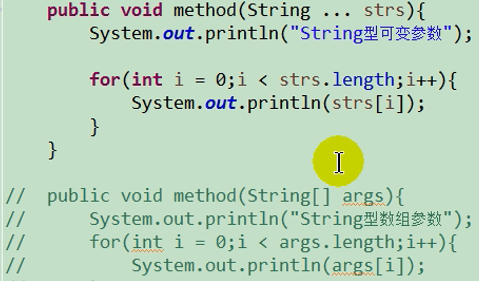 public void method(String ... strs){
System.out.println("String型可变参数");
for(int i = 0;i < strs.length;i++){
System.out.println(strs[i]);
}
}
// public void method(String[] args){
// System.out.println("String型数组参数");
// for(int i = 0;i < args.length;i++){
// System.out.println(args[i]);